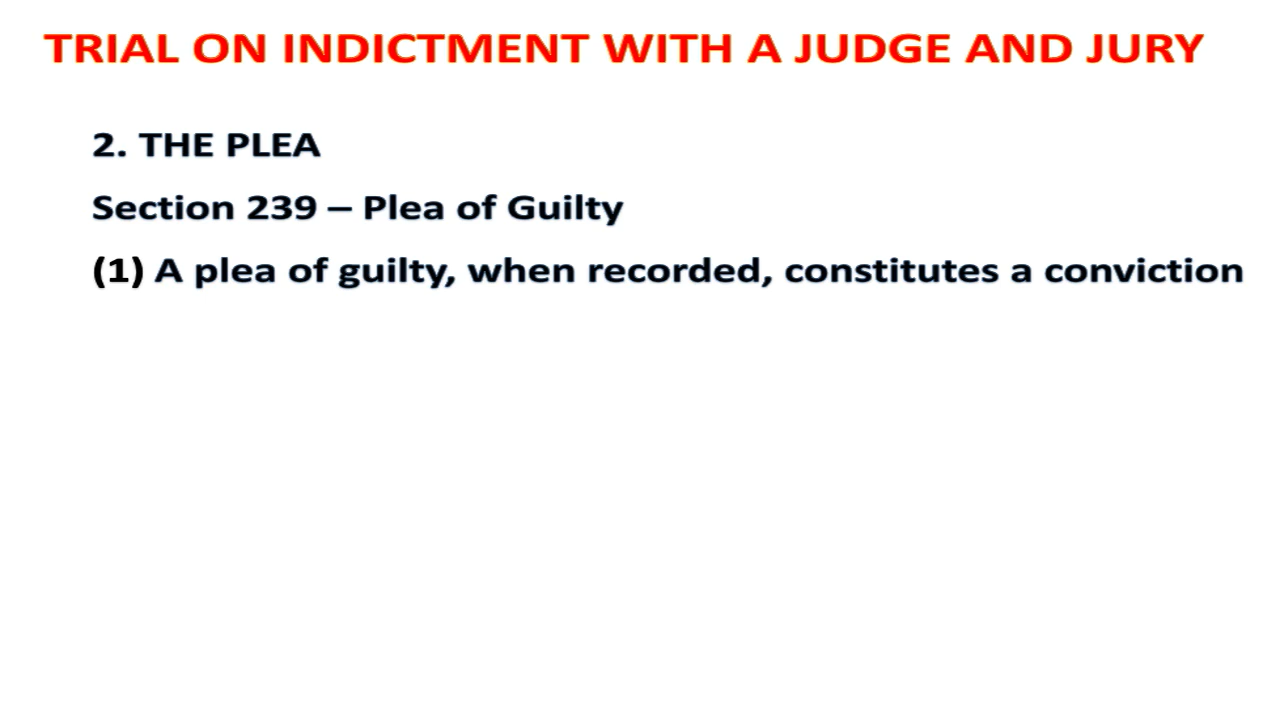 TRIAL ON INDICTMENT WITH A JUDGE AND JURY
2. THE PLEA
Section 239 – Plea of Guilty
(1) A plea of guilty, when recorded, constitutes a conviction